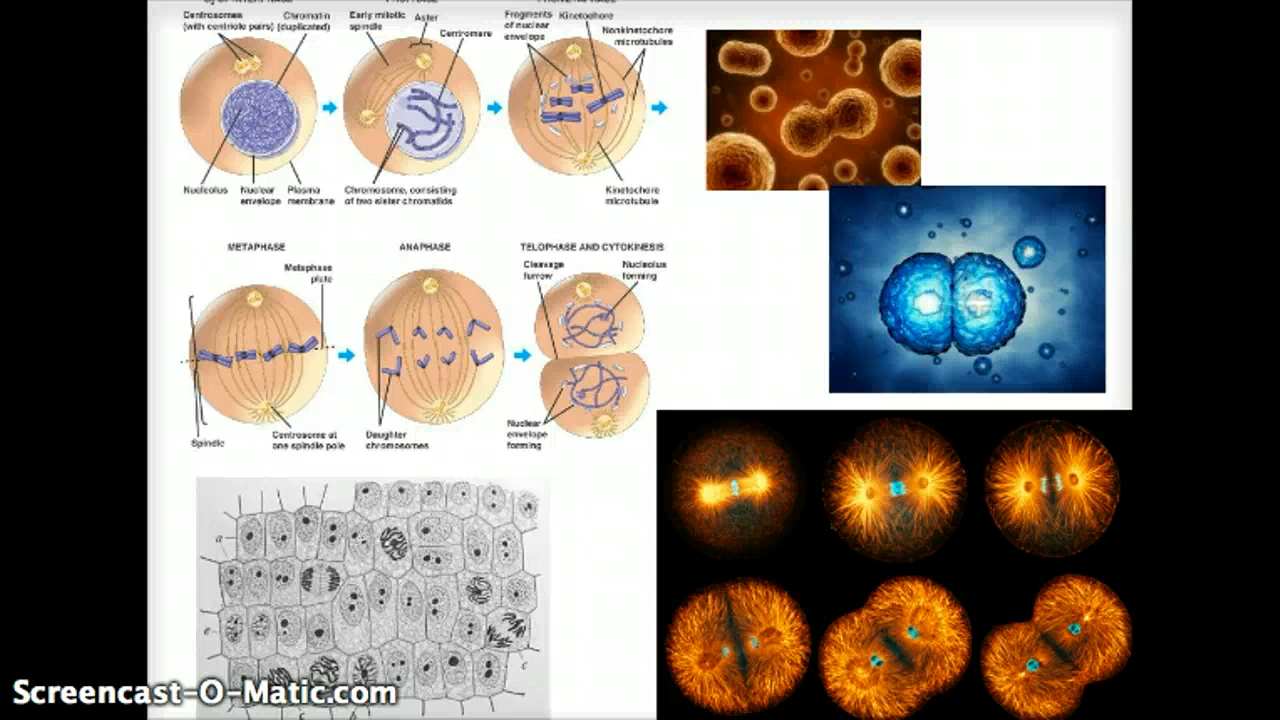 Centrosomes
(with centriole pairs)
Chromatin
(duplicated)
Early mitotic
spindle
Aster
Centromere
Fragments
of nuclear
envelope
Kinetochore
Nonkinetochore
microtubules
Nucleolus
Nuclear
envelope
Plasma
membrane
Chromosome, consisting
of two sister chromatids
Kinetochore
microtubule
METAPHASE
ANAPHASE
TELOPHASE AND CYTOKINESIS
Metaphase
plate
Cleavage
furrow
Nucleolus
forming
Spindle
Centrosome at
one spindle pole
Daughter
chromosomes
Nuclear
envelope
forming
a
e
c
Screencast-O-Matic.com